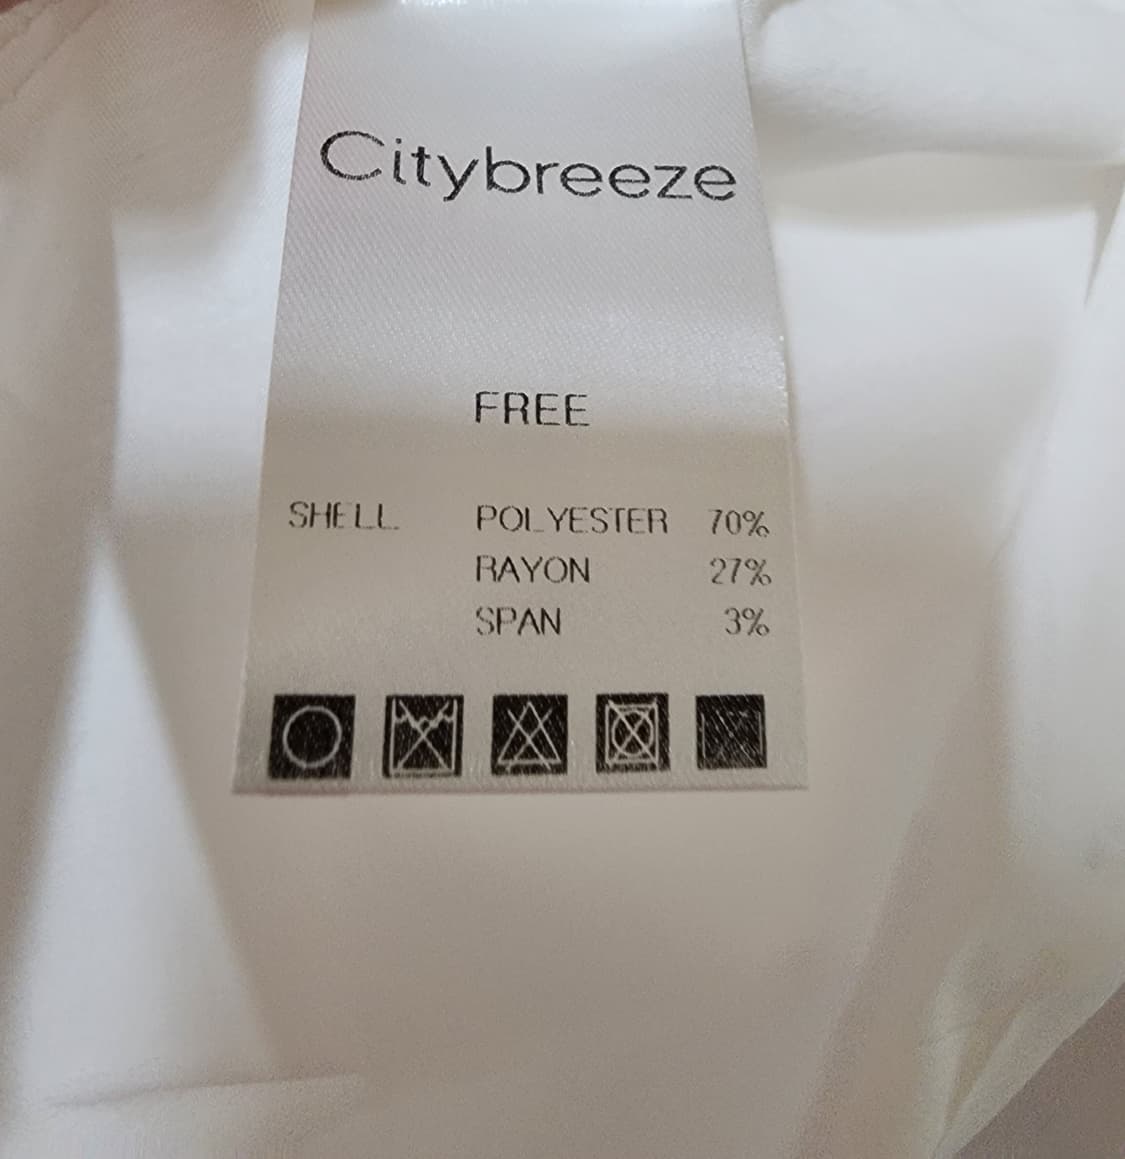 Citybreeze
FREE
SHELL POLYESTER 70%
RAYON 27%
SPAN 3%